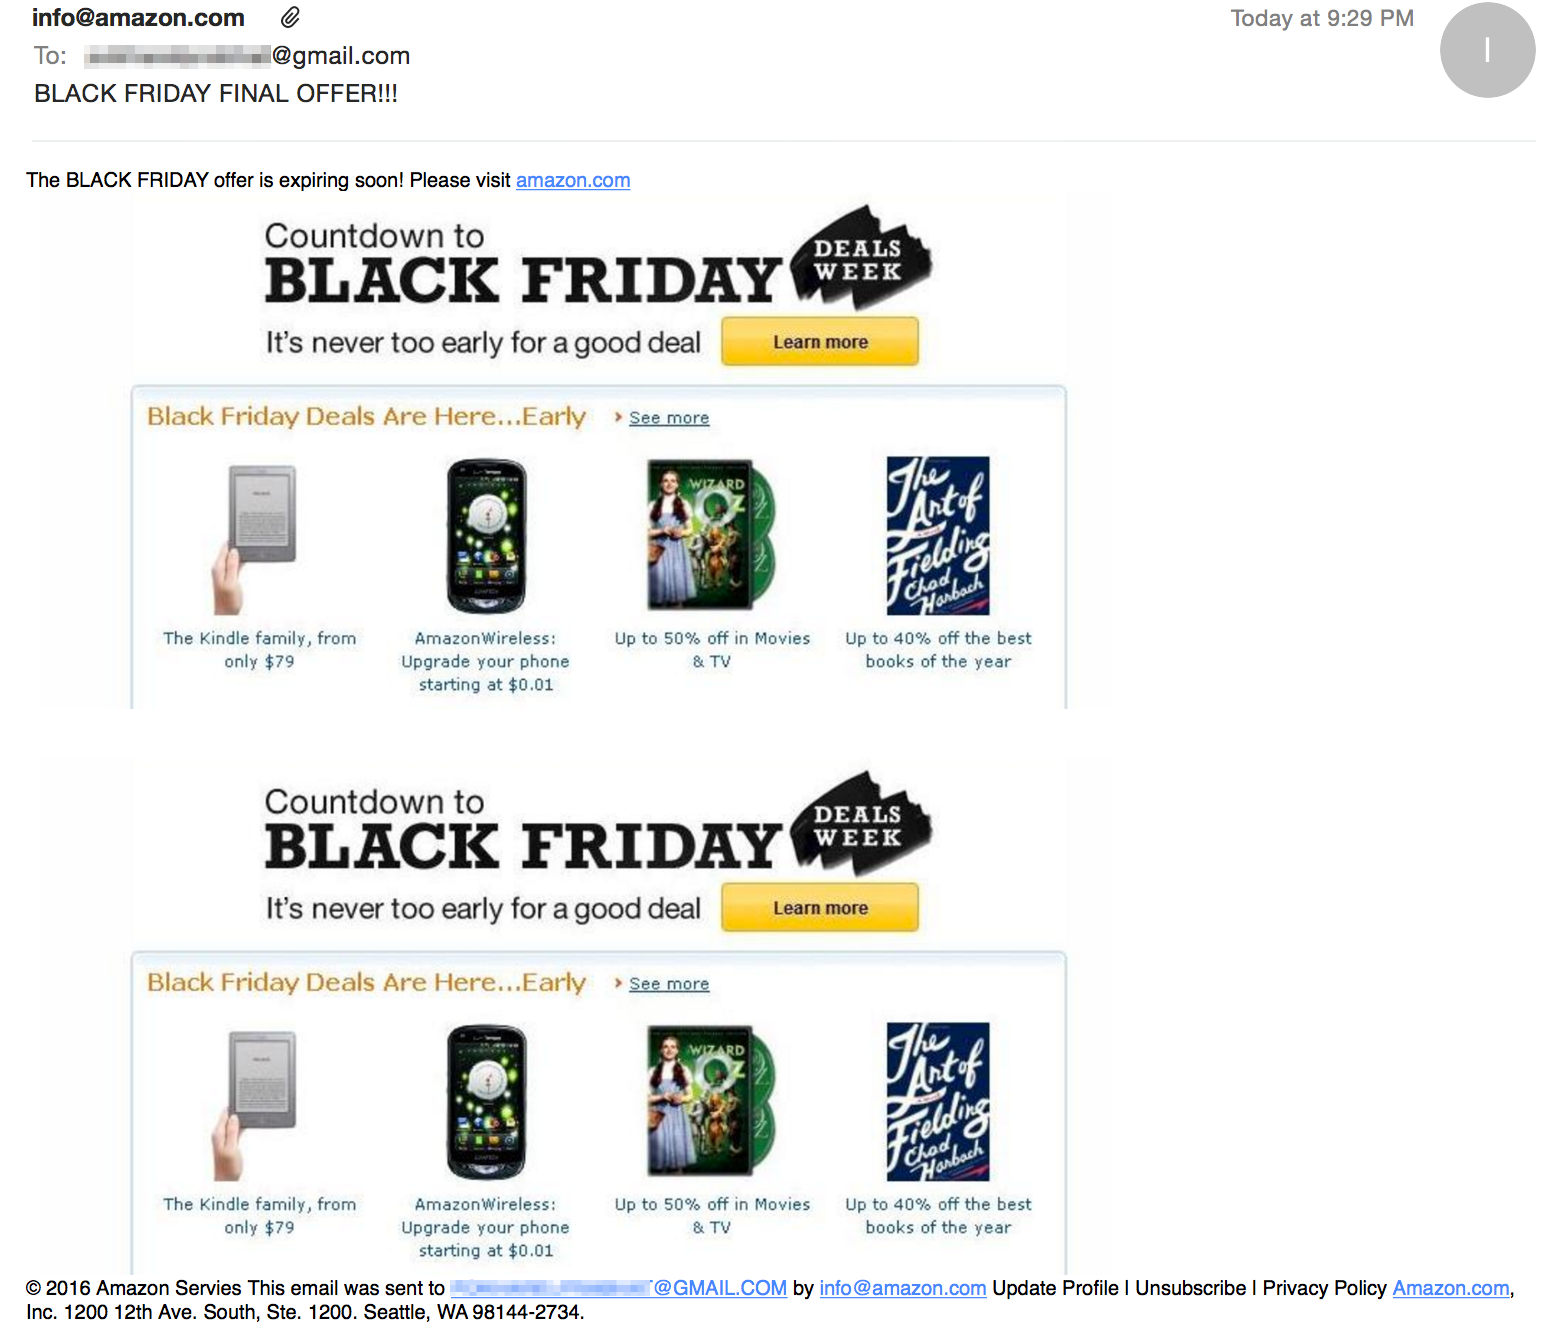 info@amazon.com
Today at 9:29 PM
I
To: @gmail.com
BLACK FRIDAY FINAL OFFER!!!
The BLACK FRIDAY offer is expiring soon! Please visit amazon.com
Countdown to
BLACK FRIDAY
DEALS
WEEK
It's never too early for a good deal
Learn more
Black Friday Deals Are Here...Early
See more
WIZARD
OZ
The
Art of
Fielding
Chad
Harbach
The Kindle family, from
only $79
AmazonWireless:
Upgrade your phone
starting at $0.01
Up to 50% off in Movies
& TV
Up to 40% off the best
books of the year
Countdown to
BLACK FRIDAY
DEALS
WEEK
It's never too early for a good deal
Learn more
Black Friday Deals Are Here...Early
See more
WIZARD
OZ
The
Art of
Fielding
Chad
Harbach
The Kindle family, from
only $79
AmazonWireless:
Upgrade your phone
starting at $0.01
Up to 50% off in Movies
& TV
Up to 40% off the best
books of the year
© 2016 Amazon Servies This email was sent to @GMAIL.COM by info@amazon.com Update Profile | Unsubscribe | Privacy Policy Amazon.com,
Inc. 1200 12th Ave. South, Ste. 1200. Seattle, WA 98144-2734.